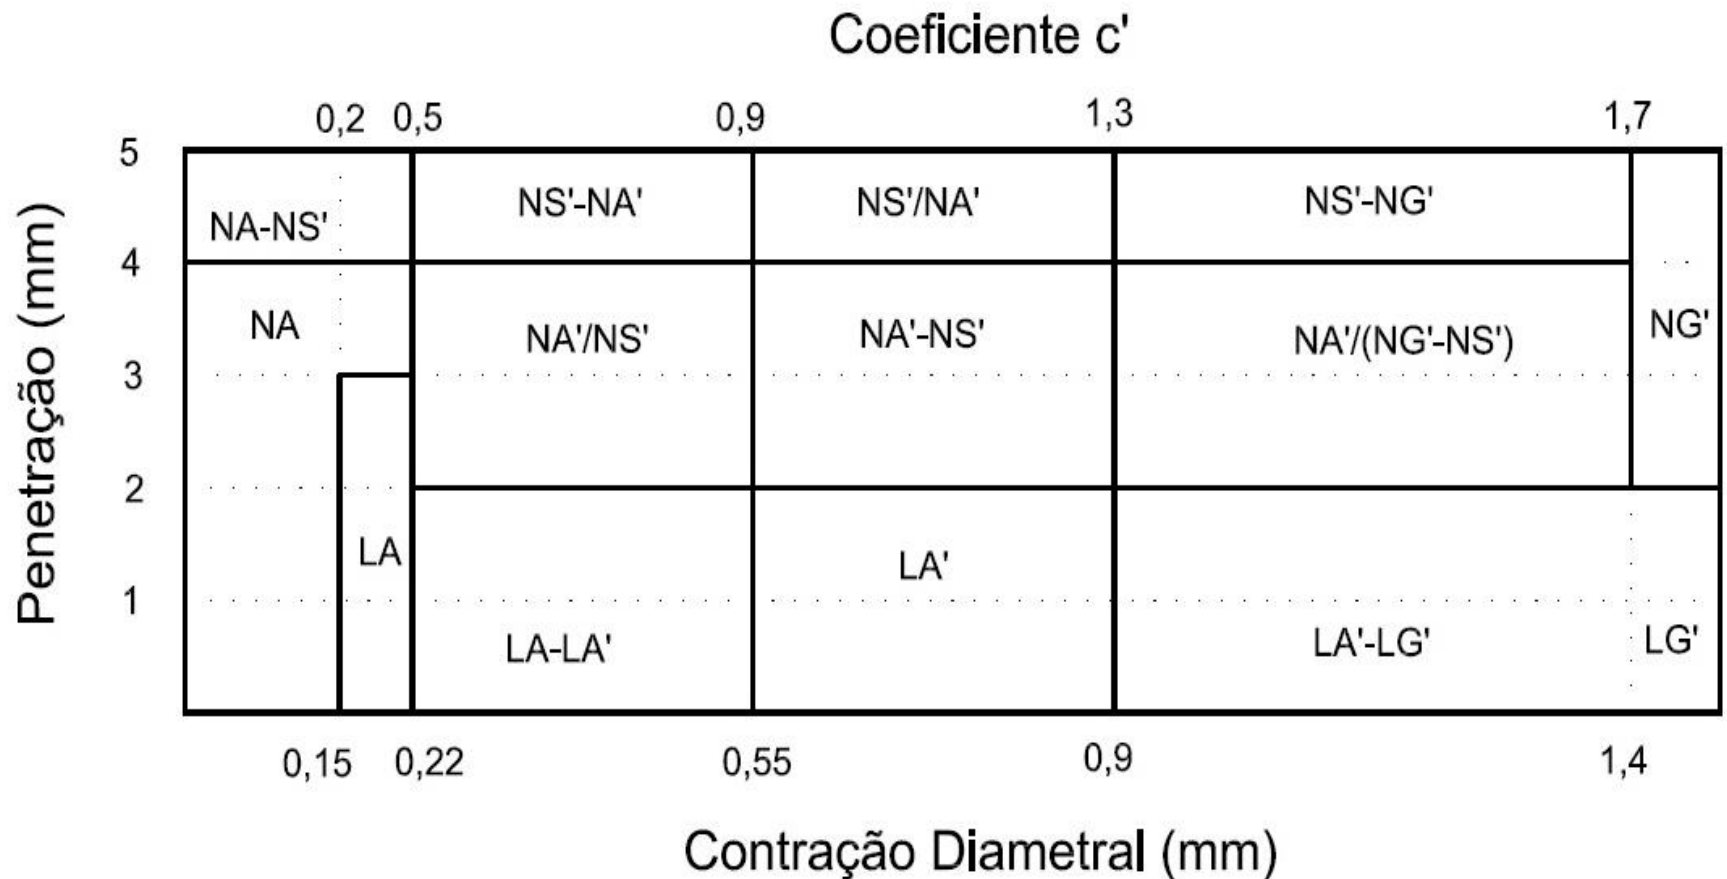 Coeficiente c'
0,2 0,5 0,9 1,3 1,7
5
NS'-NA' NS'/NA' NS'-NG'
NA-NS'
4
NA NA'/NS' NA'-NS' NA'/(NG'-NS') NG'
3
2
LA LA'
1
LA-LA' LA'-LG' LG'
0,15 0,22 0,55 0,9 1,4
Contração Diametral (mm)
Penetração (mm)